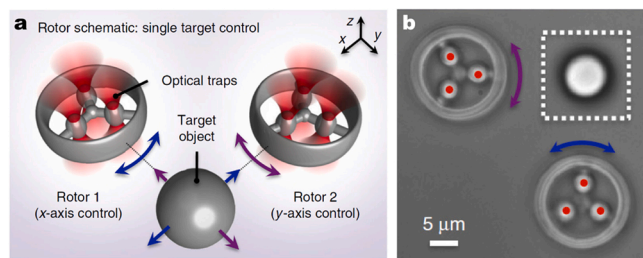 a
Rotor schematic: single target control
z
x
y
Optical traps
Target
object
Rotor 1
(x-axis control)
Rotor 2
(y-axis control)
b
5 μm